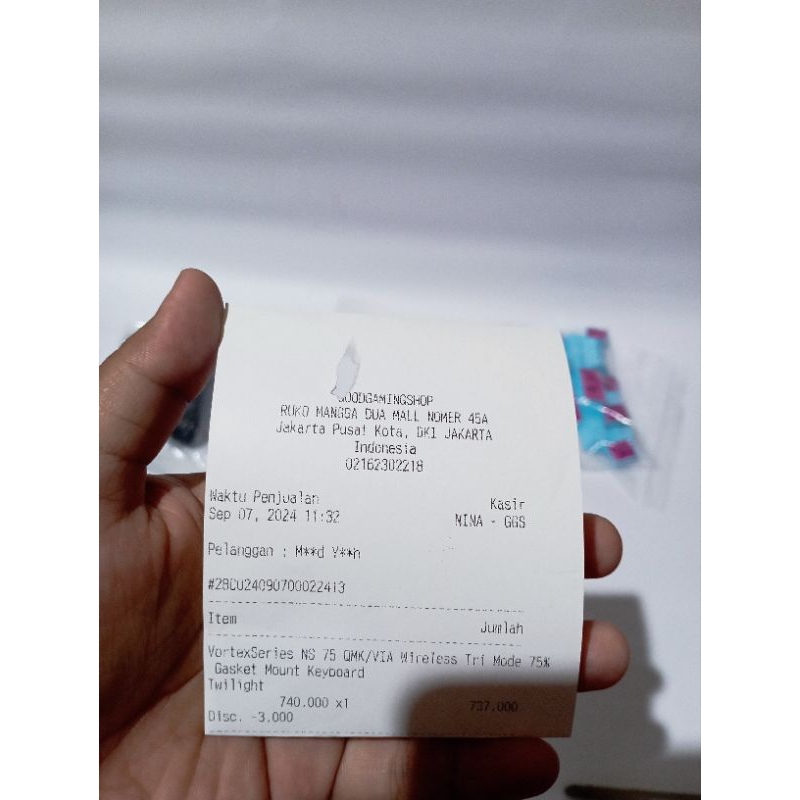 GOODGAMINGSHOP
RUKO MANGGA DUA MALL NOMER 45A
Jakarta Pusat Kota, DKI JAKARTA
Indonesia
02162302218
Waktu Penjualan Kasir
Sep 07, 2024 11:32 NINA - GGS
Pelanggan : M**d Y**h
#28DU24090700022413
Item Jumlah
VortexSeries NS 75 QMK/VIA Wireless Tri Mode 75%
Gasket Mount Keyboard
Twilight
740.000 x1 737.000
Disc. -3.000